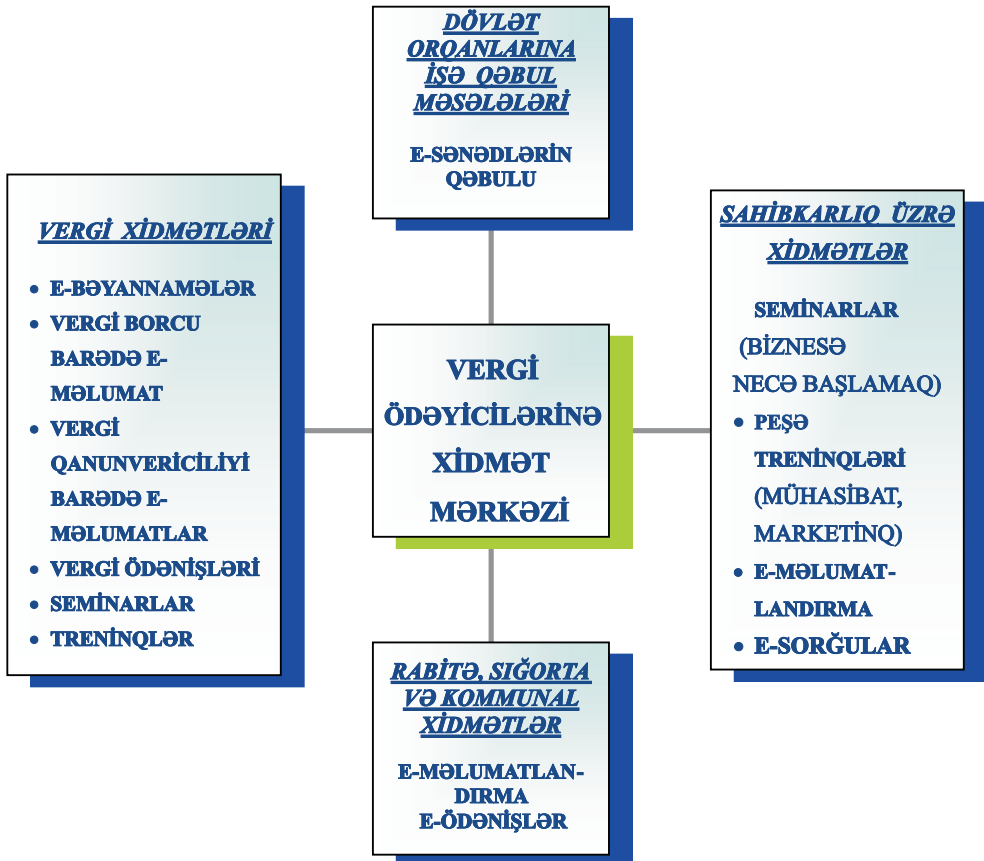 DÖVLƏT
ORQANLARINA
İŞƏ QƏBUL
MƏSƏLƏLƏRİ
E-SƏNƏDLƏRİN
QƏBULU
VERGİ XİDMƏTLƏRİ
• E-BƏYANNAMƏLƏR
• VERGİ BORCU
BARƏDƏ E-
MƏLUMAT
• VERGİ
QANUNVERİCİLİYİ
BARƏDƏ E-
MƏLUMATLAR
• VERGİ ÖDƏNİŞLƏRİ
• SEMİNARLAR
• TRENİNQLƏR
VERGİ
ÖDƏYİCİLƏRİNƏ
XİDMƏT
MƏRKƏZİ
SAHİBKARLIQ ÜZRƏ
XİDMƏTLƏR
SEMİNARLAR
(BİZNESƏ
NECƏ BAŞLAMAQ)
• PEŞƏ
TRENİNQLƏRİ
(MÜHASİBAT,
MARKETİNQ)
• E-MƏLUMAT-
LANDIRMA
• E-SORĞULAR
RABİTƏ, SIĞORTA
VƏ KOMMUNAL
XİDMƏTLƏR
E-MƏLUMATLAN-
DIRMA
E-ÖDƏNİŞLƏR